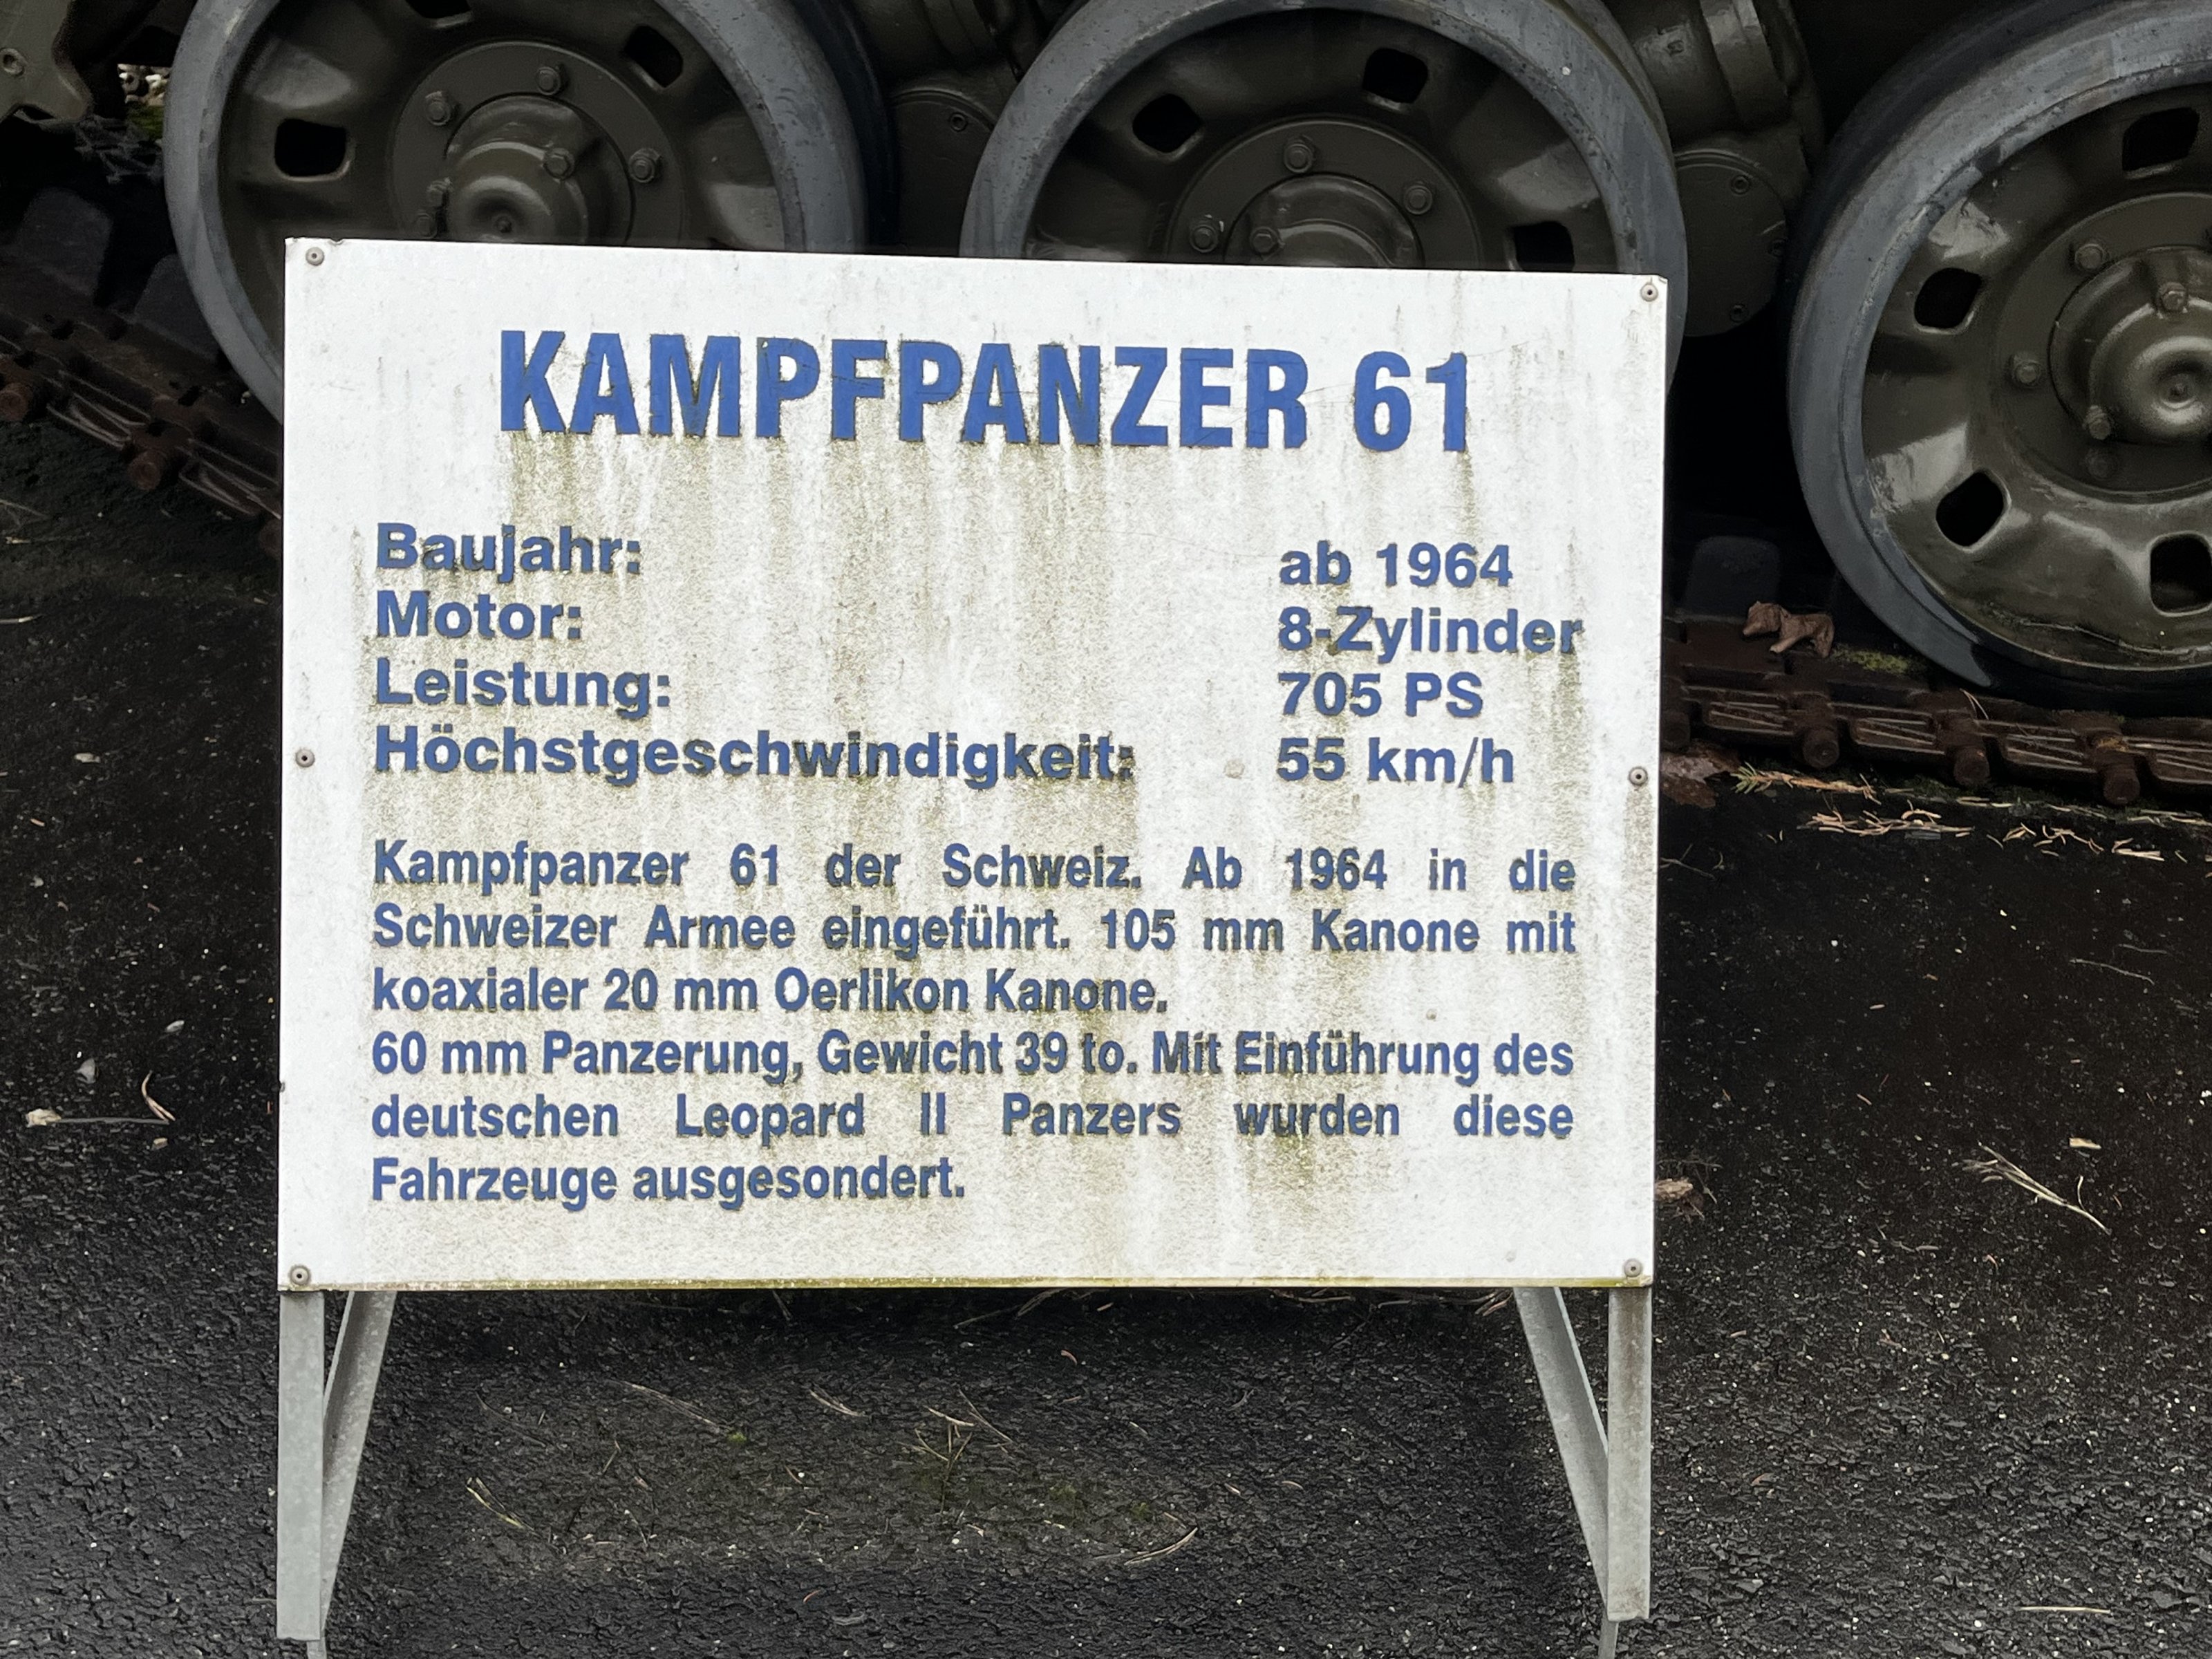 KAMPFPANZER 61
Baujahr: ab 1964
Motor: 8-Zylinder
Leistung: 705 PS
Höchstgeschwindigkeit: 55 km/h
Kampfpanzer 61 der Schweiz. Ab 1964 in die
Schweizer Armee eingeführt. 105 mm Kanone mit
koaxialer 20 mm Oerlikon Kanone.
60 mm Panzerung, Gewicht 39 to. Mit Einführung des
deutschen Leopard II Panzers wurden diese
Fahrzeuge ausgesondert.